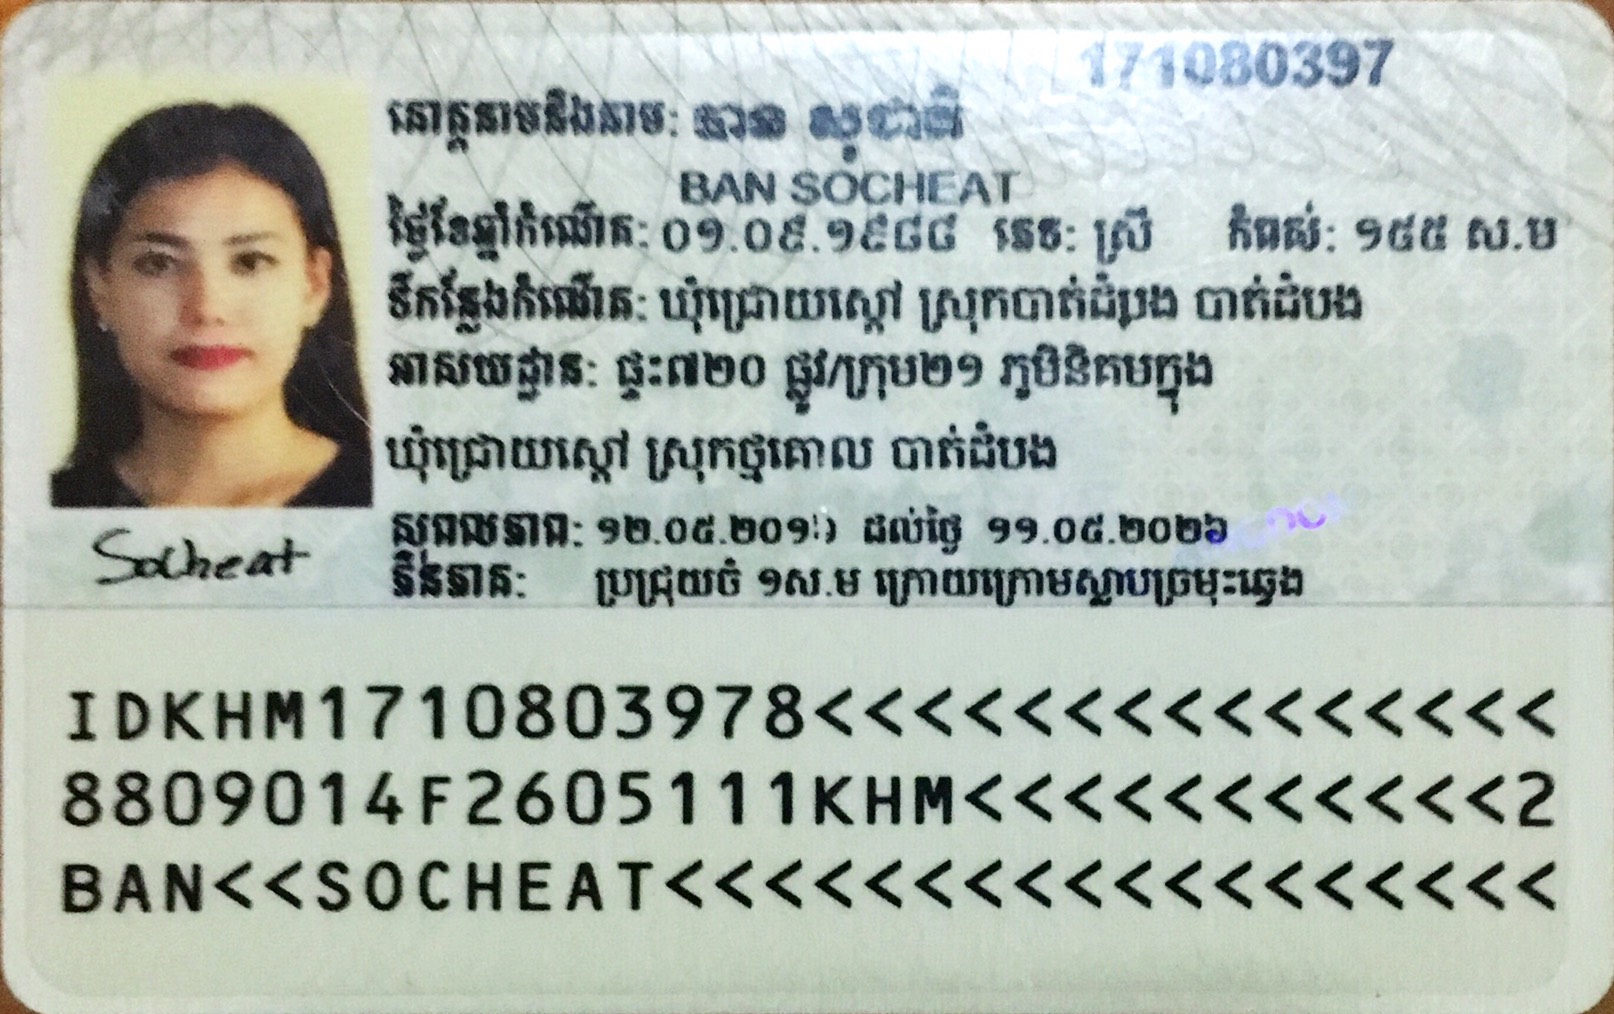 171080397
គោត្តនាមនិងនាម: បាន សុជាតិ
BAN SOCHEAT
ថ្ងៃខែឆ្នាំកំណើត: ០១.០៩.១៩៨៨ ភេទ: ស្រី កំពស់: ១៥៥ ស.ម
ទីកន្លែងកំណើត: ឃុំជ្រោយស្ដៅ ស្រុកបាត់ដំបង បាត់ដំបង
អាសយដ្ឋាន: ផ្ទះ៧២០ ផ្លូវ/ក្រុម២១ ភូមិនិគមក្នុង
ឃុំជ្រោយស្ដៅ ស្រុកថ្មគោល បាត់ដំបង
សុពលភាព: ១២.០៥.២០១៦ ដល់ថ្ងៃ ១១.០៥.២០២៦
ភិនភាគ: ប្រជ្រុយចំ ១ស.ម ក្រោយក្រោមស្លាបច្រមុះឆ្វេង
Socheat
IDKHM1710803978<<<<<<<<<<<<<<<
8809014F2605111KHM<<<<<<<<<<<2
BAN<<SOCHEAT<<<<<<<<<<<<<<<<<<